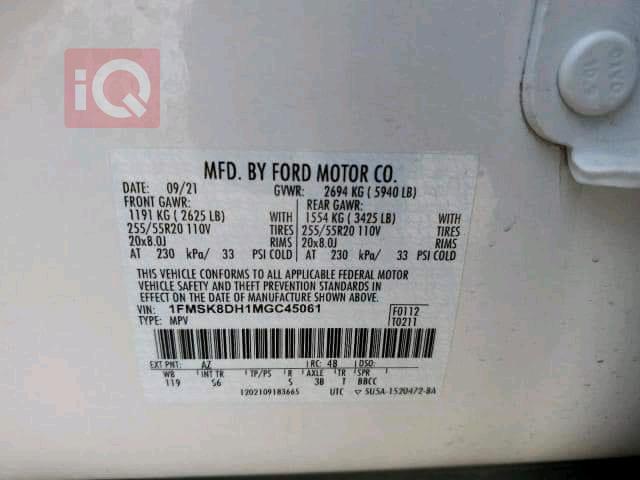 iQ
MFD. BY FORD MOTOR CO.
DATE: 09/21 GVWR: 2694 KG ( 5940 LB)
FRONT GAWR: REAR GAWR:
1191 KG ( 2625 LB) WITH 1554 KG ( 3425 LB) WITH
255/55R20 110V TIRES 255/55R20 110V TIRES
20x8.0J RIMS 20x8.0J RIMS
AT 230 kPa/ 33 PSI COLD AT 230 kPa/ 33 PSI COLD
THIS VEHICLE CONFORMS TO ALL APPLICABLE FEDERAL MOTOR
VEHICLE SAFETY AND THEFT PREVENTION STANDARDS IN
EFFECT ON THE DATE OF MANUFACTURE SHOWN ABOVE.
VIN: 1FMSK8DH1MGC45061 F0112
TYPE: MPV T0211
EXT PNT: AZ RC: 48 DSO:
WB INT TR TP/PS R AXLE TR SPR
119 S6 S 3B T BBCC
1202109183665 UTC ▽ 5U5A-1520472-BA